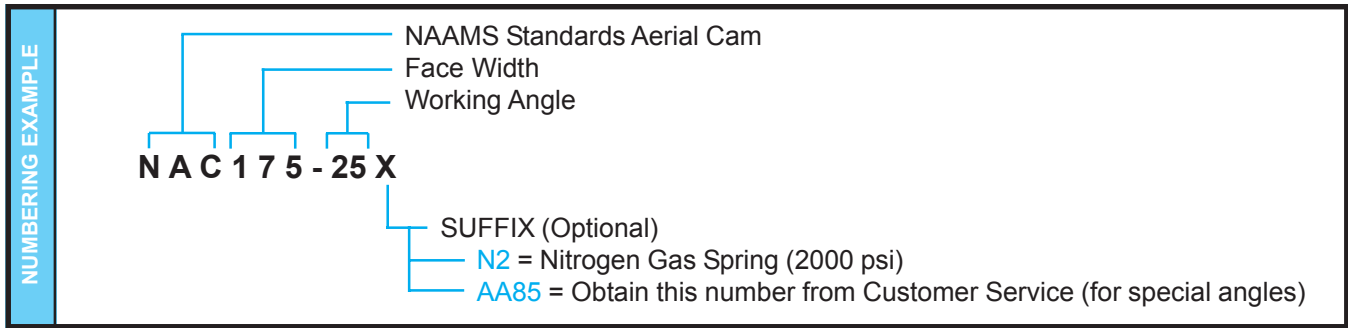 NUMBERING EXAMPLE
NAAMS Standards Aerial Cam
Face Width
Working Angle
N A C 1 7 5 - 25 X
SUFFIX (Optional)
N2 = Nitrogen Gas Spring (2000 psi)
AA85 = Obtain this number from Customer Service (for special angles)